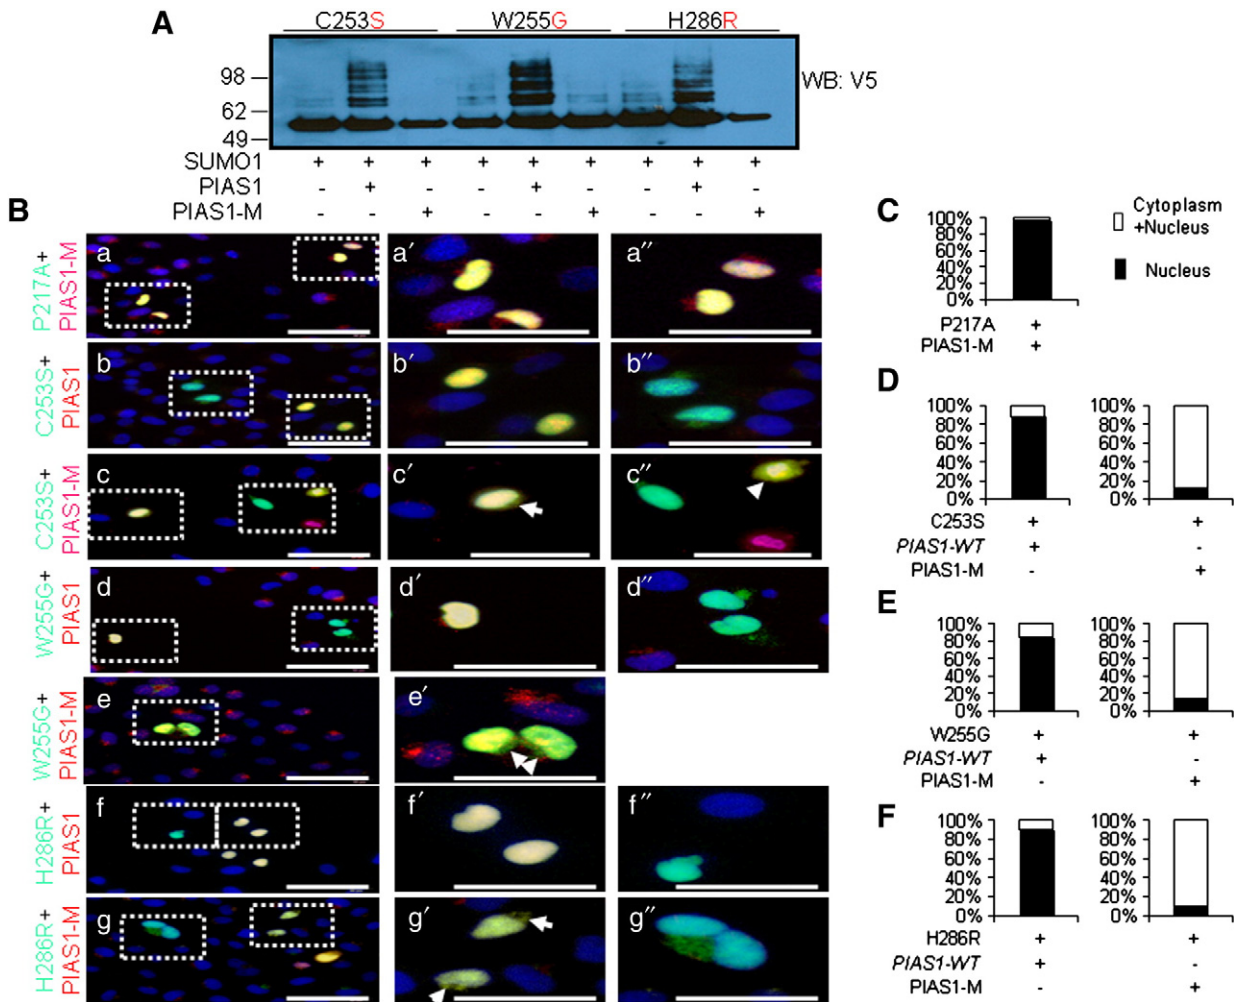 A
C253S W255G H286R
98
62
49
WB: V5
SUMO1 + + + + + + + + +
PIAS1 - + - - + - - + -
PIAS1-M - - + - - + - - +
B
P217A+
PIAS1-M
a a′ a″
C253S+
PIAS1
b b′ b″
C253S+
PIAS1-M
c c′ c″
W255G+
PIAS1
d d′ d″
W255G+
PIAS1-M
e e′
H286R+
PIAS1
f f′ f″
H286R+
PIAS1-M
g g′ g″
C
100%
80%
60%
40%
20%
0%
P217A +
PIAS1-M +
Cytoplasm
+Nucleus
Nucleus
D
100% 100%
80% 80%
60% 60%
40% 40%
20% 20%
0% 0%
C253S + +
PIAS1-WT + -
PIAS1-M - +
E
100% 100%
80% 80%
60% 60%
40% 40%
20% 20%
0% 0%
W255G + +
PIAS1-WT + -
PIAS1-M - +
F
100% 100%
80% 80%
60% 60%
40% 40%
20% 20%
0% 0%
H286R + +
PIAS1-WT + -
PIAS1-M - +